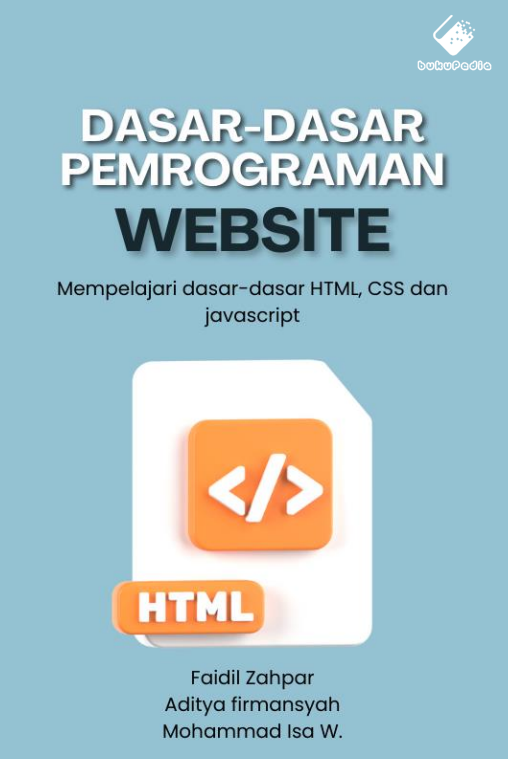 bukuPedia
DASAR-DASAR
PEMROGRAMAN
WEBSITE
Mempelajari dasar-dasar HTML, CSS dan
javascript
</>
HTML
Faidil Zahpar
Aditya firmansyah
Mohammad Isa W.